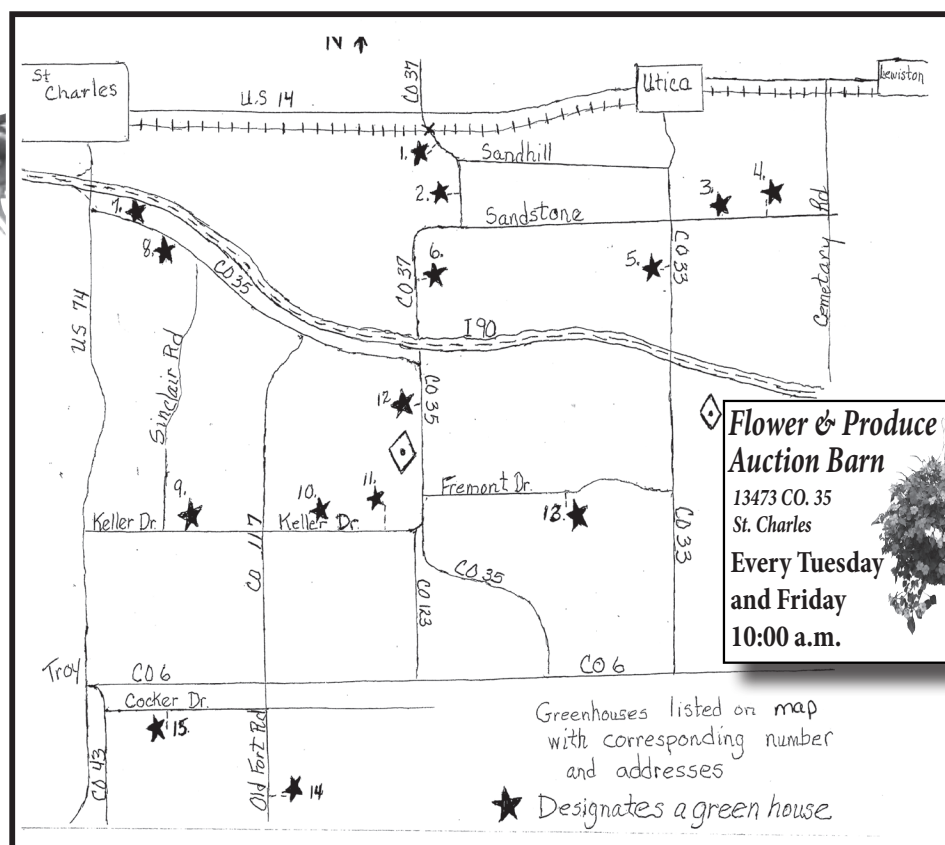 N ↑
St
Charles
U.S 14
CO 37
Utica
Lewiston
1.
Sandhill
2.
3.
4.
Sandstone
Cemetary Rd
7.
8.
CO 35
6.
CO 37
5.
CO 33
US 74
Sinclair Rd
I 90
12
CO 35
Flower & Produce
Auction Barn
13473 CO. 35
St. Charles
Every Tuesday
and Friday
10:00 a.m.
9.
10.
11.
Fremont Dr.
13.
Keller Dr.
Keller Dr.
CO 117
CO 33
CO 35
CO 123
Troy
CO 6
CO 6
Cocker Dr.
15.
CO 43
Old Fort Rd
14
Greenhouses listed on map
with corresponding number
and addresses
★ Designates a green house